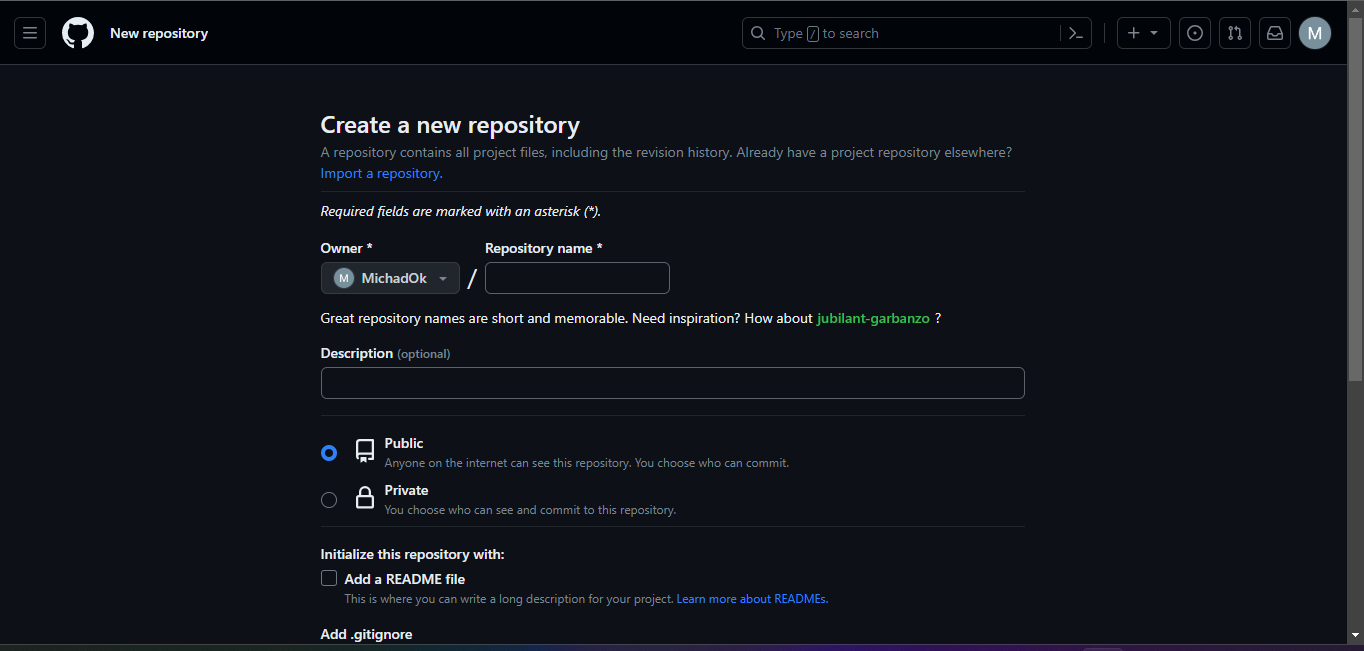 New repository
Type / to search
M
Create a new repository
A repository contains all project files, including the revision history. Already have a project repository elsewhere?
Import a repository.
Required fields are marked with an asterisk (*).
Owner *
Repository name *
M MichadOk
/
Great repository names are short and memorable. Need inspiration? How about jubilant-garbanzo ?
Description (optional)
Public
Anyone on the internet can see this repository. You choose who can commit.
Private
You choose who can see and commit to this repository.
Initialize this repository with:
Add a README file
This is where you can write a long description for your project. Learn more about READMEs.
Add .gitignore